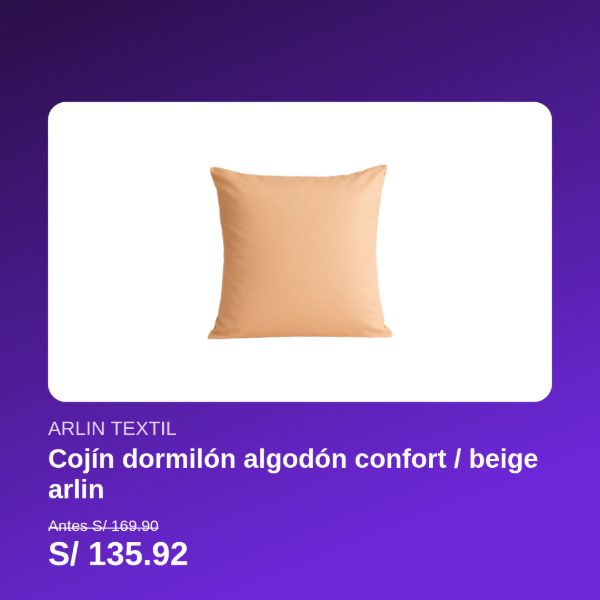 ARLIN TEXTIL
Cojín dormilón algodón confort / beige
arlin
Antes S/ 169.90
S/ 135.92